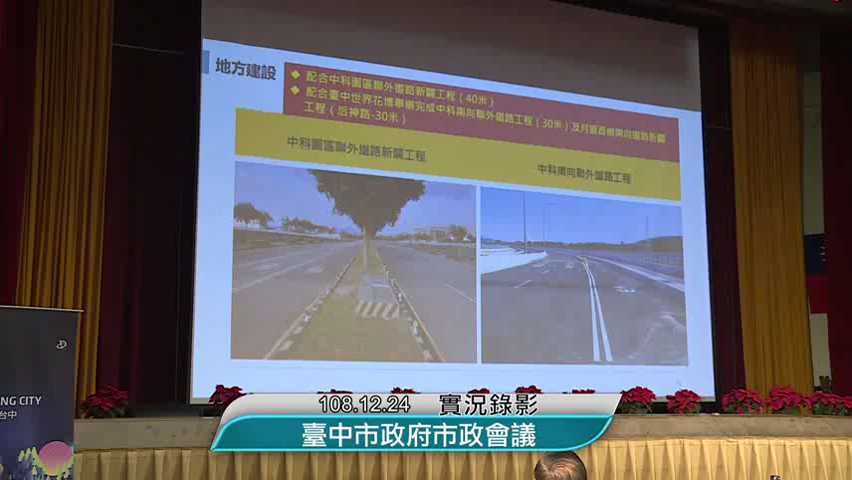 地方建設
◆ 配合中科園區聯外道路新闢工程（40米）
◆ 配合臺中世界花博舉辦完成中科南向聯外道路工程（30米）及月眉西側南向道路新闢
工程（后神路-30米）
中科園區聯外道路新闢工程
中科南向聯外道路工程
NG CITY
台中
108.12.24 實況錄影
臺中市政府市政會議